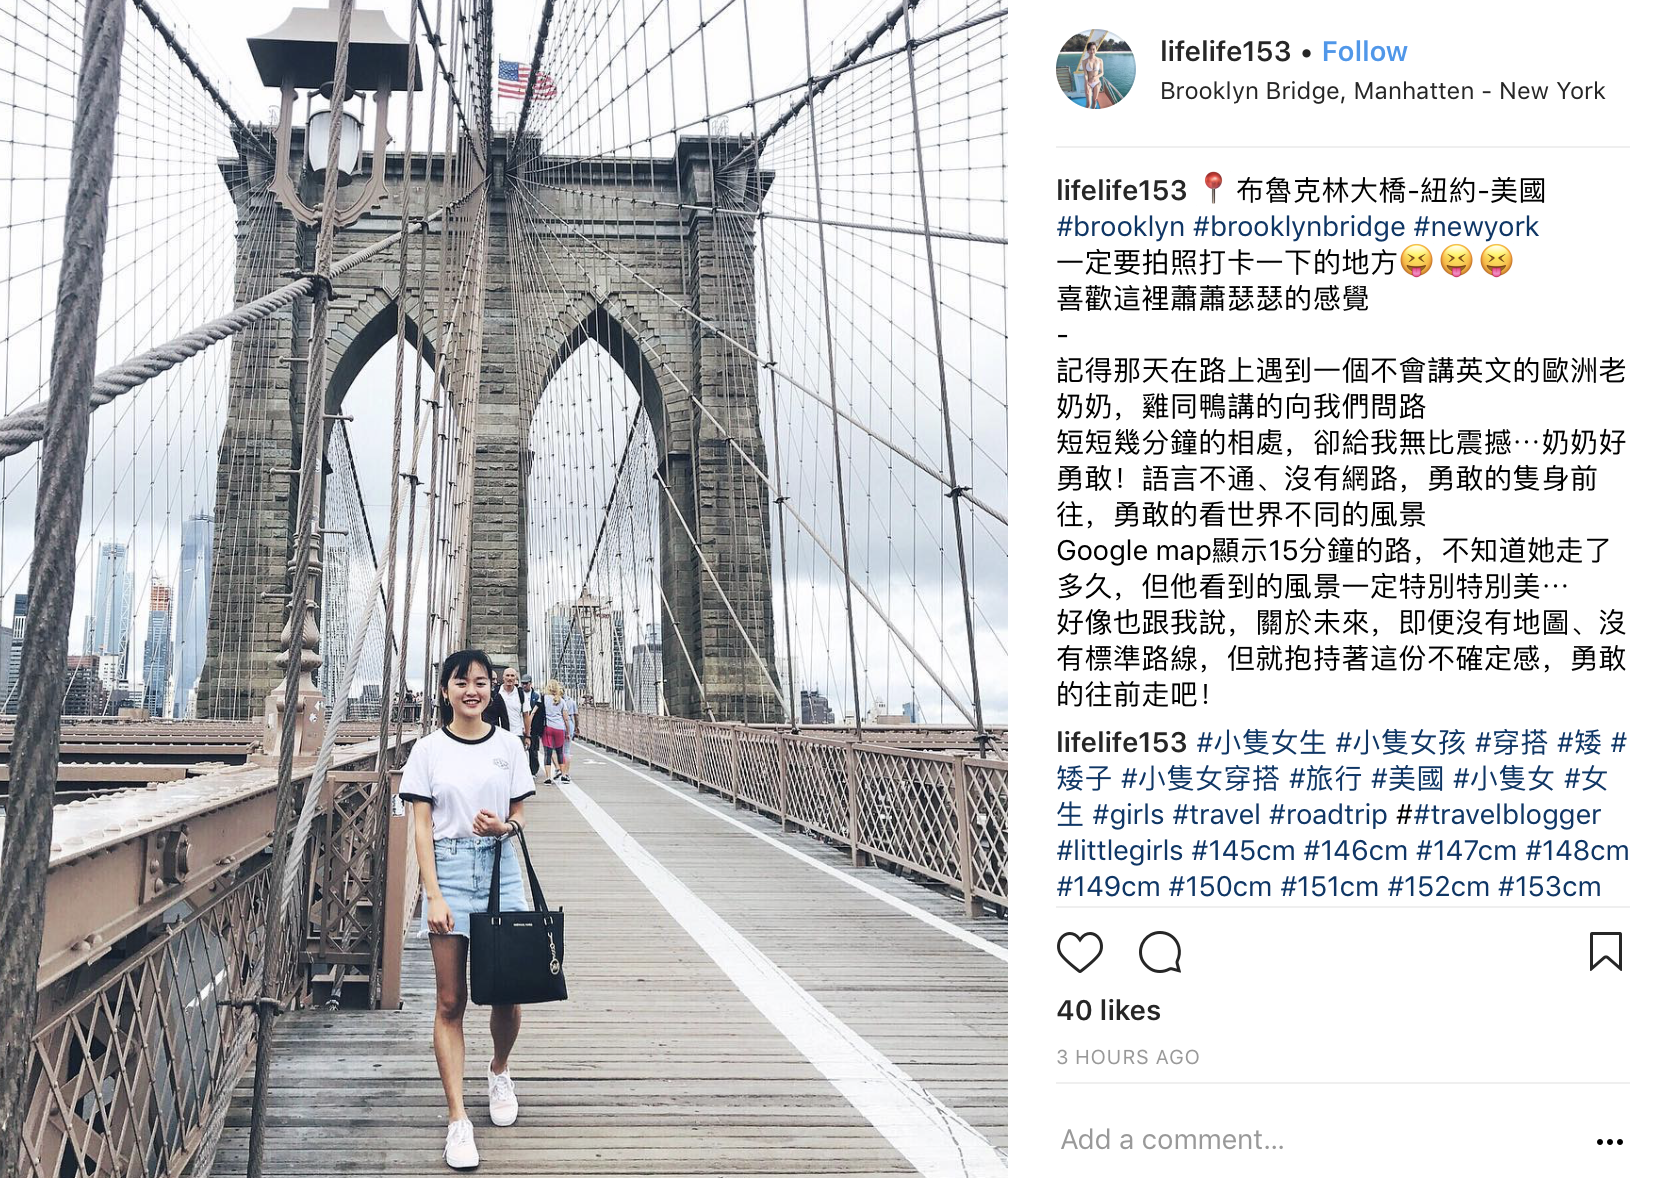 lifelife153 • Follow
Brooklyn Bridge, Manhatten - New York
lifelife153 📍 布魯克林大橋-紐約-美國
#brooklyn #brooklynbridge #newyork
一定要拍照打卡一下的地方😝😝😝
喜歡這裡蕭蕭瑟瑟的感覺
-
記得那天在路上遇到一個不會講英文的歐洲老
奶奶，雞同鴨講的向我們問路
短短幾分鐘的相處，卻給我無比震撼⋯奶奶好
勇敢！語言不通、沒有網路，勇敢的隻身前
往，勇敢的看世界不同的風景
Google map顯示15分鐘的路，不知道她走了
多久，但他看到的風景一定特別特別美⋯
好像也跟我說，關於未來，即便沒有地圖、沒
有標準路線，但就抱持著這份不確定感，勇敢
的往前走吧！
lifelife153 #小隻女生 #小隻女孩 #穿搭 #矮 #
矮子 #小隻女穿搭 #旅行 #美國 #小隻女 #女
生 #girls #travel #roadtrip ##travelblogger
#littlegirls #145cm #146cm #147cm #148cm
#149cm #150cm #151cm #152cm #153cm
40 likes
3 HOURS AGO
Add a comment...